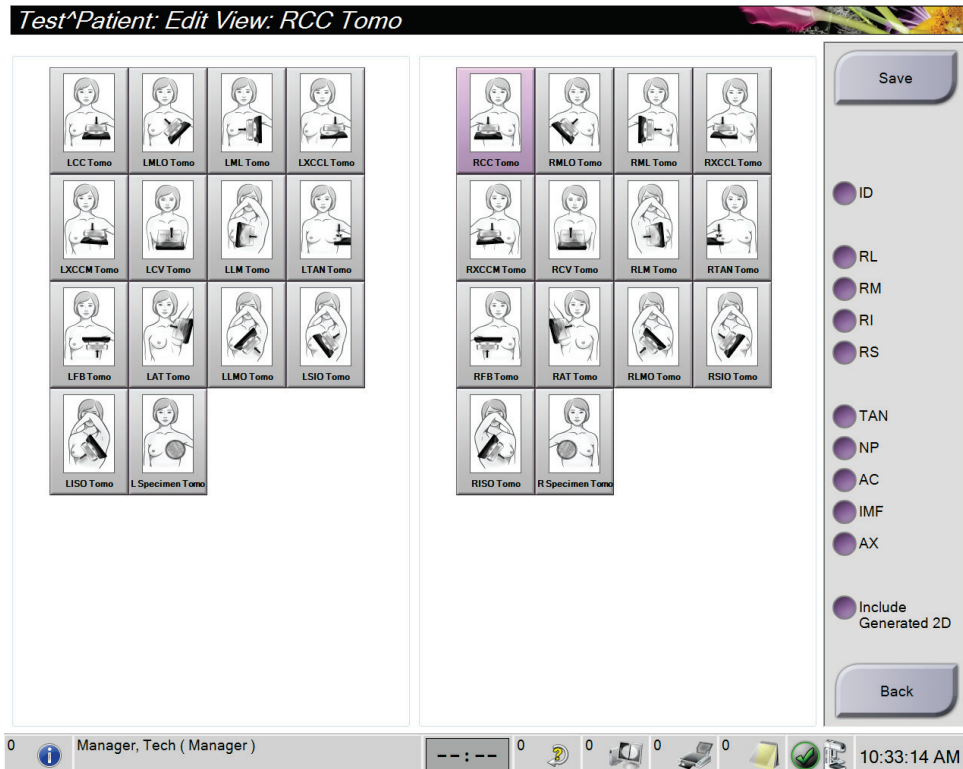 Test^Patient: Edit View: RCC Tomo
LCC Tomo
LMLO Tomo
LML Tomo
LXCCL Tomo
LXCCM Tomo
LCV Tomo
LLM Tomo
LTAN Tomo
LFB Tomo
LAT Tomo
LLMO Tomo
LSIO Tomo
LISO Tomo
L Specimen Tomo
RCC Tomo
RMLO Tomo
RML Tomo
RXCCL Tomo
RXCCM Tomo
RCV Tomo
RLM Tomo
RTAN Tomo
RFB Tomo
RAT Tomo
RLMO Tomo
RSIO Tomo
RISO Tomo
R Specimen Tomo
Save
ID
RL
RM
RI
RS
TAN
NP
AC
IMF
AX
Include
Generated 2D
Back
0
Manager, Tech ( Manager )
--:--
0
0
0
0
10:33:14 AM